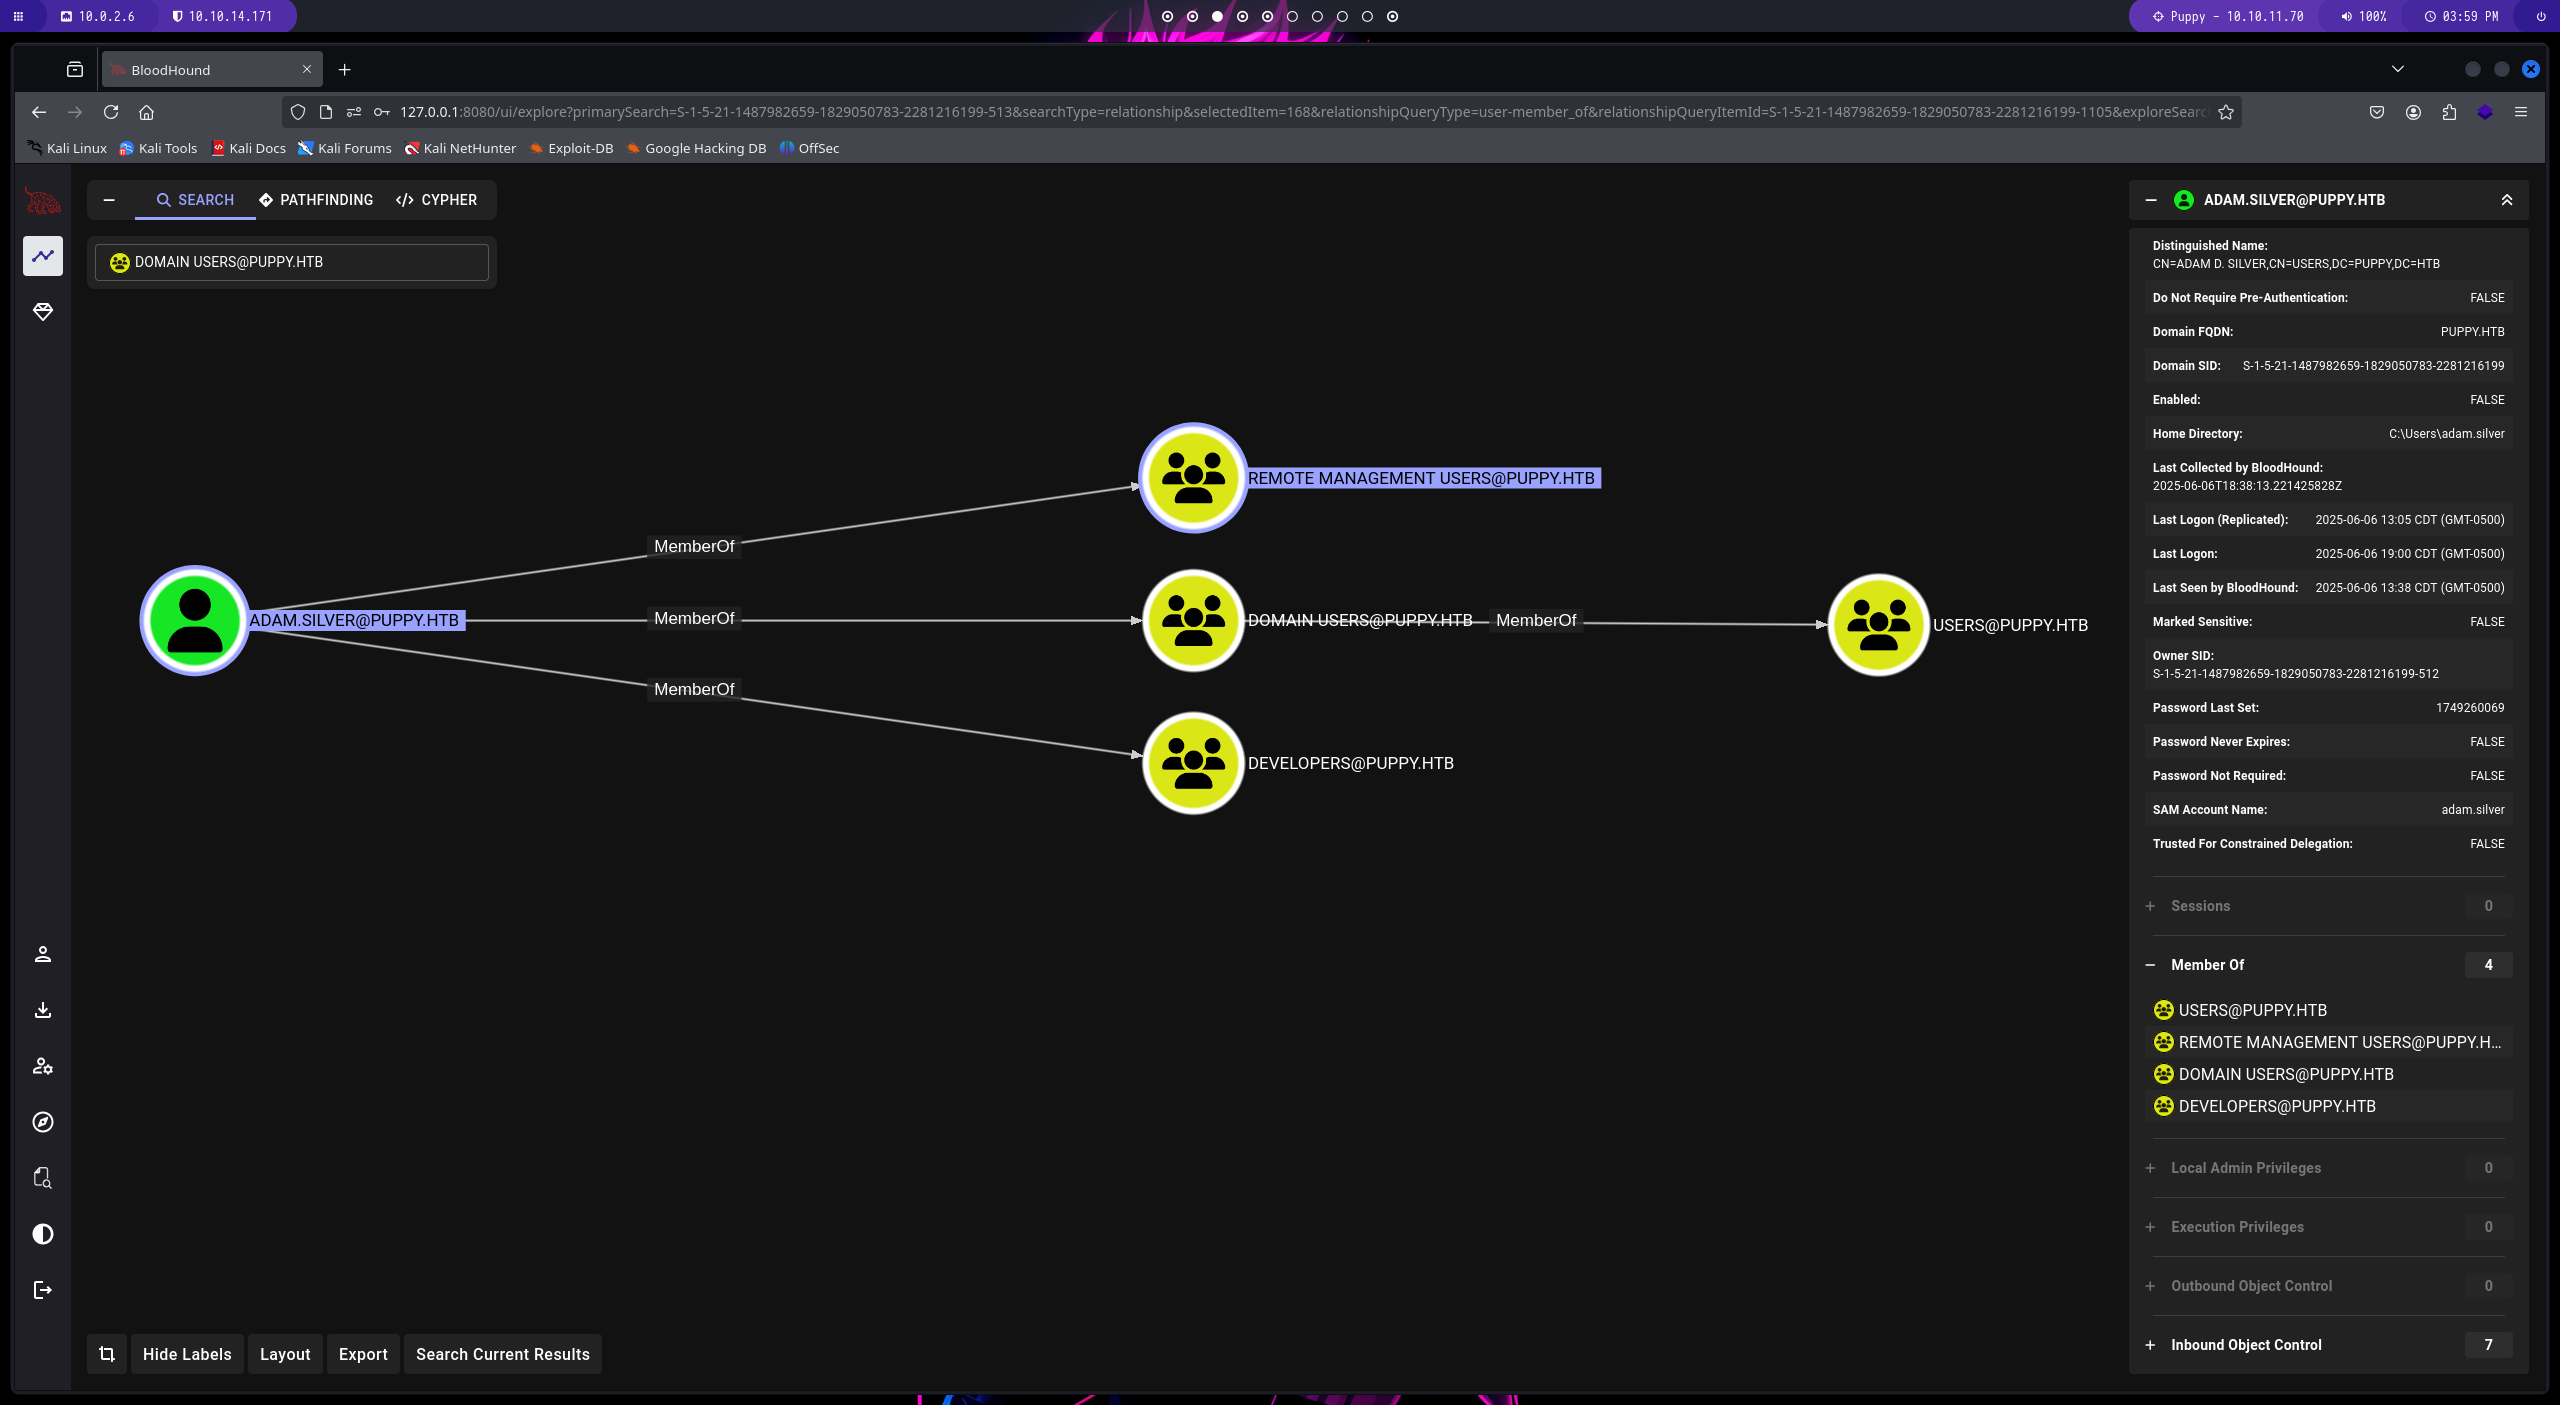 10.0.2.6
10.10.14.171
Puppy - 10.10.11.70
100%
03:59 PM
BloodHound
127.0.0.1:8080/ui/explore?primarySearch=S-1-5-21-1487982659-1829050783-2281216199-513&searchType=relationship&selectedItem=168&relationshipQueryType=user-member_of&relationshipQueryItemId=S-1-5-21-1487982659-1829050783-2281216199-1105&exploreSearc
Kali Linux
Kali Tools
Kali Docs
Kali Forums
Kali NetHunter
Exploit-DB
Google Hacking DB
OffSec
SEARCH
PATHFINDING
CYPHER
DOMAIN USERS@PUPPY.HTB
REMOTE MANAGEMENT USERS@PUPPY.HTB
MemberOf
ADAM.SILVER@PUPPY.HTB
MemberOf
DOMAIN USERS@PUPPY.HTB
MemberOf
USERS@PUPPY.HTB
MemberOf
DEVELOPERS@PUPPY.HTB
Hide Labels
Layout
Export
Search Current Results
ADAM.SILVER@PUPPY.HTB
Distinguished Name:
CN=ADAM D. SILVER,CN=USERS,DC=PUPPY,DC=HTB
Do Not Require Pre-Authentication: FALSE
Domain FQDN: PUPPY.HTB
Domain SID: S-1-5-21-1487982659-1829050783-2281216199
Enabled: FALSE
Home Directory: C:\Users\adam.silver
Last Collected by BloodHound:
2025-06-06T18:38:13.221425828Z
Last Logon (Replicated): 2025-06-06 13:05 CDT (GMT-0500)
Last Logon: 2025-06-06 19:00 CDT (GMT-0500)
Last Seen by BloodHound: 2025-06-06 13:38 CDT (GMT-0500)
Marked Sensitive: FALSE
Owner SID:
S-1-5-21-1487982659-1829050783-2281216199-512
Password Last Set: 1749260069
Password Never Expires: FALSE
Password Not Required: FALSE
SAM Account Name: adam.silver
Trusted For Constrained Delegation: FALSE
Sessions 0
Member Of 4
USERS@PUPPY.HTB
REMOTE MANAGEMENT USERS@PUPPY.H...
DOMAIN USERS@PUPPY.HTB
DEVELOPERS@PUPPY.HTB
Local Admin Privileges 0
Execution Privileges 0
Outbound Object Control 0
Inbound Object Control 7